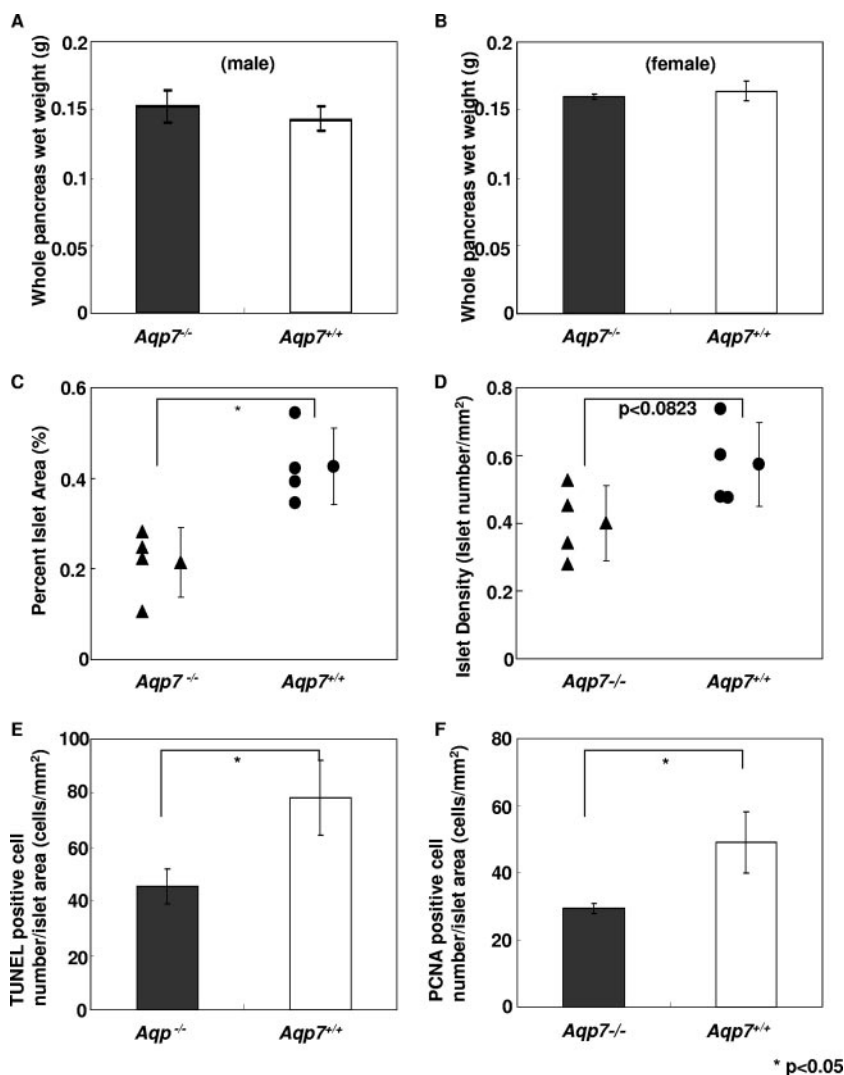 A
Whole pancreas wet weight (g)
0.2
0.15
0.1
0.05
0
(male)
Aqp7-/-
Aqp7+/+
B
Whole pancreas wet weight (g)
0.2
0.15
0.1
0.05
0
(female)
Aqp7-/-
Aqp7+/+
C
Percent Islet Area (%)
0.6
0.4
0.2
0
*
Aqp7 -/-
Aqp7+/+
D
Islet Density (Islet number/mm²)
0.8
0.6
0.4
0.2
0
p<0.0823
Aqp7-/-
Aqp7+/+
E
TUNEL positive cell
number/islet area (cells/mm²)
100
80
60
40
20
0
*
Aqp -/-
Aqp7+/+
F
PCNA positive cell
number/islet area (cells/mm²)
80
60
40
20
0
*
Aqp7-/-
Aqp7+/+
* p<0.05